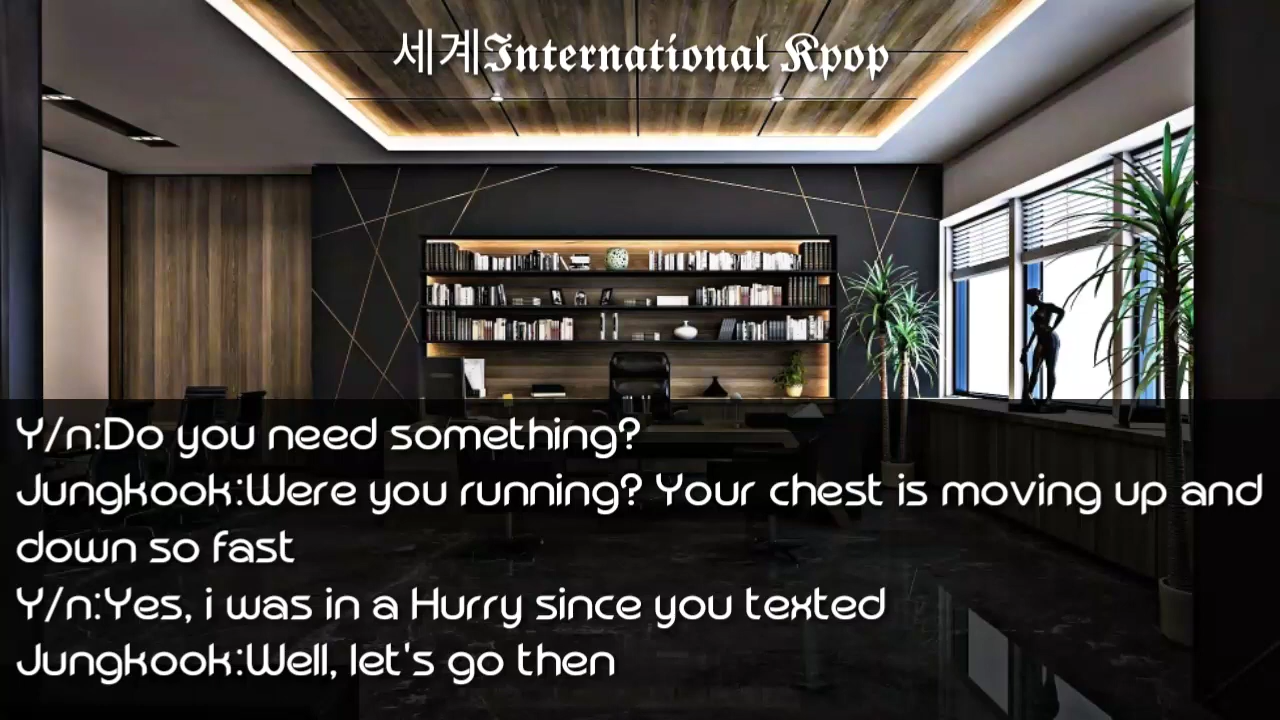 세계International Kpop
Y/n:Do you need something?
Jungkook:Were you running? Your chest is moving up and
down so fast
Y/n:Yes, i was in a Hurry since you texted
Jungkook:Well, let's go then